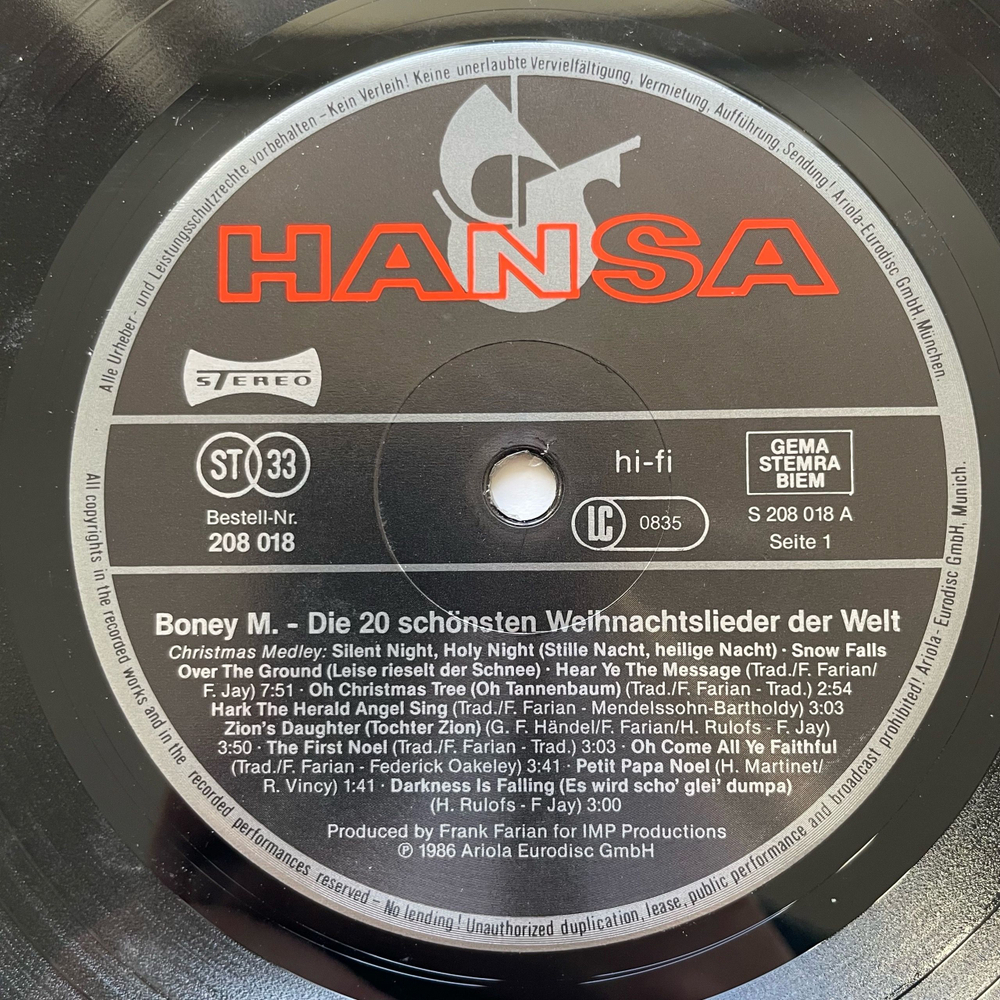 Alle Urheber- und Leistungsschutzrechte vorbehalten – Kein Verleih! Keine unerlaubte Vervielfältigung, Vermietung, Aufführung, Sendung! Ariola-Eurodisc GmbH, München.
HANSA
STEREO
ST 33
hi-fi
GEMA
STEMRA
BIEM
Bestell-Nr.
208 018
LC 0835
S 208 018 A
Seite 1
Boney M. - Die 20 schönsten Weihnachtslieder der Welt
Christmas Medley: Silent Night, Holy Night (Stille Nacht, heilige Nacht) · Snow Falls
Over The Ground (Leise rieselt der Schnee) · Hear Ye The Message (Trad./F. Farian/
F. Jay) 7:51 · Oh Christmas Tree (Oh Tannenbaum) (Trad./F. Farian - Trad.) 2:54
Hark The Herald Angel Sing (Trad./F. Farian - Mendelssohn-Bartholdy) 3:03
Zion's Daughter (Tochter Zion) (G. F. Händel/F. Farian/H. Rulofs - F. Jay)
3:50 · The First Noel (Trad./F. Farian - Trad.) 3:03 · Oh Come All Ye Faithful
(Trad./F. Farian - Federick Oakeley) 3:41 · Petit Papa Noel (H. Martinet/
R. Vincy) 1:41 · Darkness Is Falling (Es wird scho' glei' dumpa)
(H. Rulofs - F Jay) 3:00
Produced by Frank Farian for IMP Productions
℗ 1986 Ariola Eurodisc GmbH
All copyrights in the recorded works and in the recorded performances reserved – No lending! Unauthorized duplication, lease, public performance and broadcast prohibited! Ariola- Eurodisc GmbH, Munich.